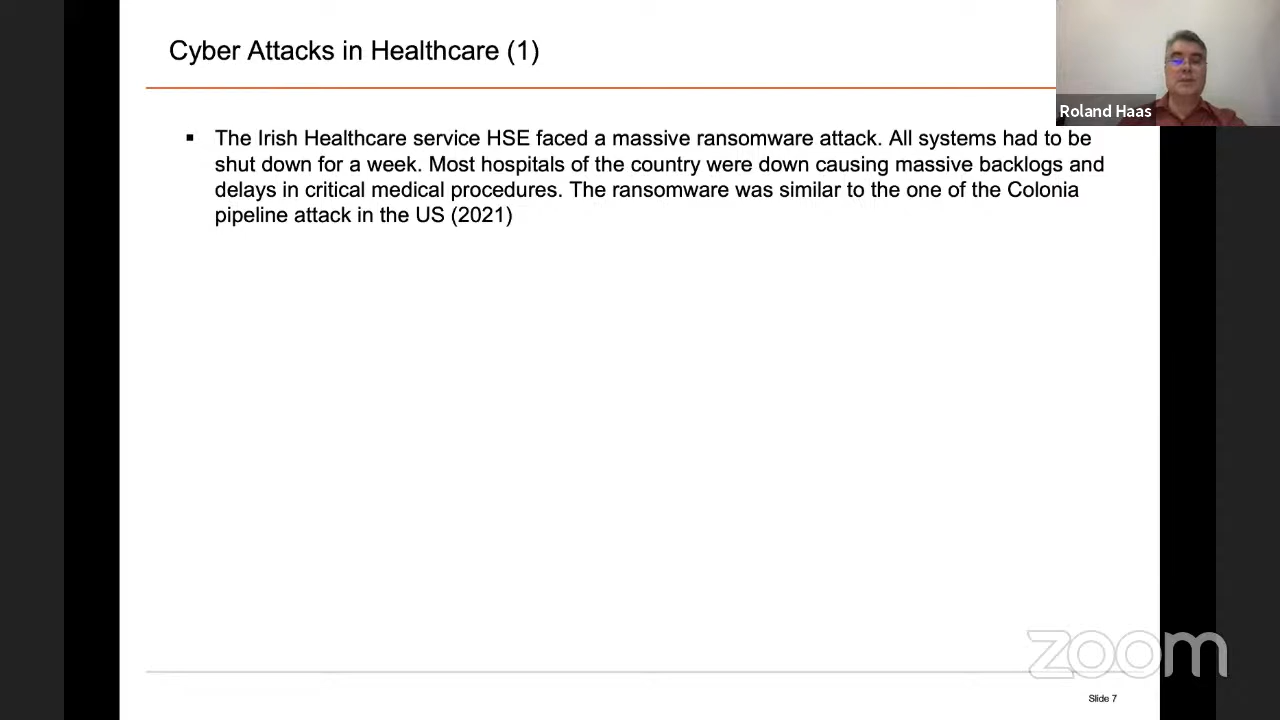 Cyber Attacks in Healthcare (1)
Roland Haas
▪ The Irish Healthcare service HSE faced a massive ransomware attack. All systems had to be
shut down for a week. Most hospitals of the country were down causing massive backlogs and
delays in critical medical procedures. The ransomware was similar to the one of the Colonia
pipeline attack in the US (2021)
zoom
Slide 7